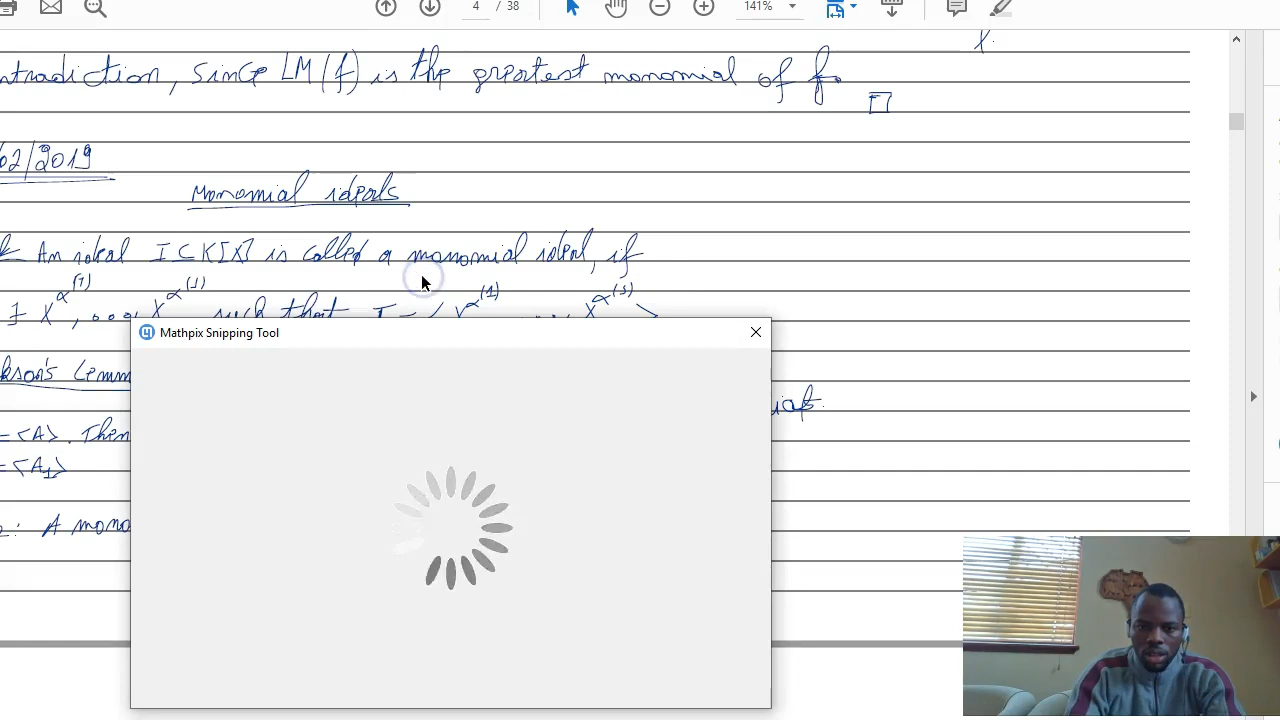 4 / 38 141%
ntradiction, since LM(f) is the greatest monomial of f.
02/2019
Monomial ideals
An ideal I ⊂ K[X] is called a monomial ideal, if
∃ X^α^(1), ..., X^α^(s) such that I = < X^α^(1), ..., X^α^(s) >
kson's Lemm
= <A>. Then
= <A₁>
A mono
Mathpix Snipping Tool